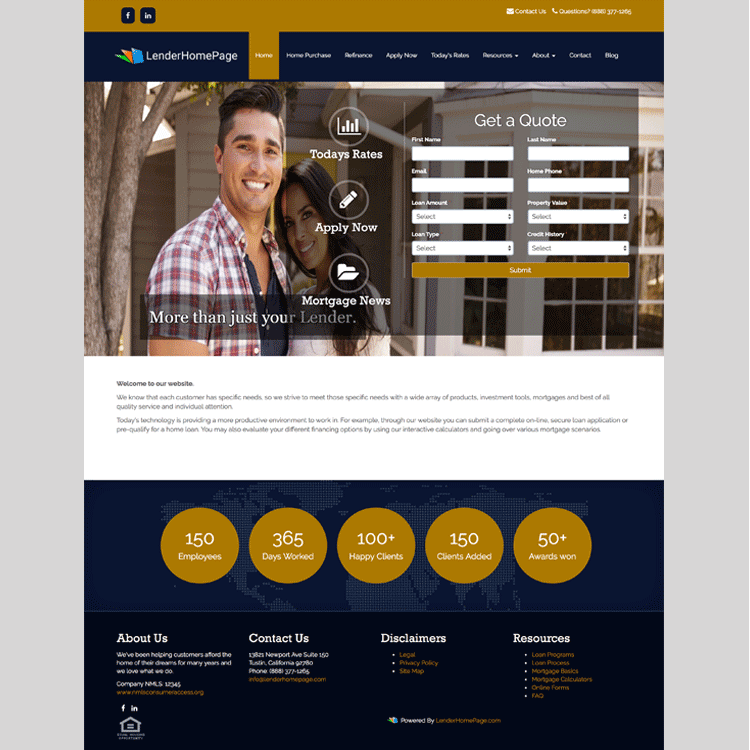 Contact Us Questions? (888) 377-1265
LenderHomePage Home Home Purchase Refinance Apply Now Today's Rates Resources About Contact Blog
Todays Rates
Apply Now
Mortgage News
More than just your Lender.
Get a Quote
First Name Last Name
Email Home Phone
Loan Amount Property Value
Select Select
Loan Type Credit History
Select Select
Submit
Welcome to our website.
We know that each customer has specific needs, so we strive to meet those specific needs with a wide array of products, investment tools, mortgages and best of all
quality service and individual attention.
Today's technology is providing a more productive environment to work in. For example, through our website you can submit a complete on-line, secure loan application or
pre-qualify for a home loan. You may also evaluate your different financing options by using our interactive calculators and going over various mortgage scenarios.
150
Employees
365
Days Worked
100+
Happy Clients
150
Clients Added
50+
Awards won
About Us
We've been helping customers afford the
home of their dreams for many years and
we love what we do.
Company NMLS: 12345
www.nmlsconsumeraccess.org
EQUAL HOUSING
OPPORTUNITY
Contact Us
13821 Newport Ave Suite 150
Tustin, California 92780
Phone: (888) 377-1265
info@lenderhomepage.com
Disclaimers
Legal
Privacy Policy
Site Map
Powered By LenderHomePage.com
Resources
Loan Programs
Loan Process
Mortgage Basics
Mortgage Calculators
Online Forms
FAQ